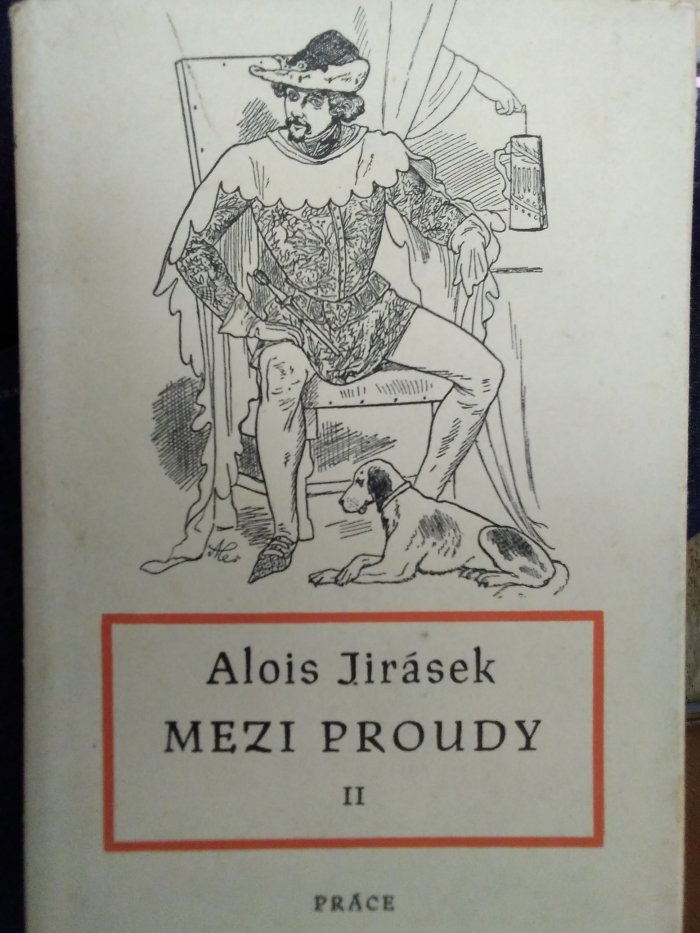 Alois Jirásek
MEZI PROUDY
II
PRÁCE